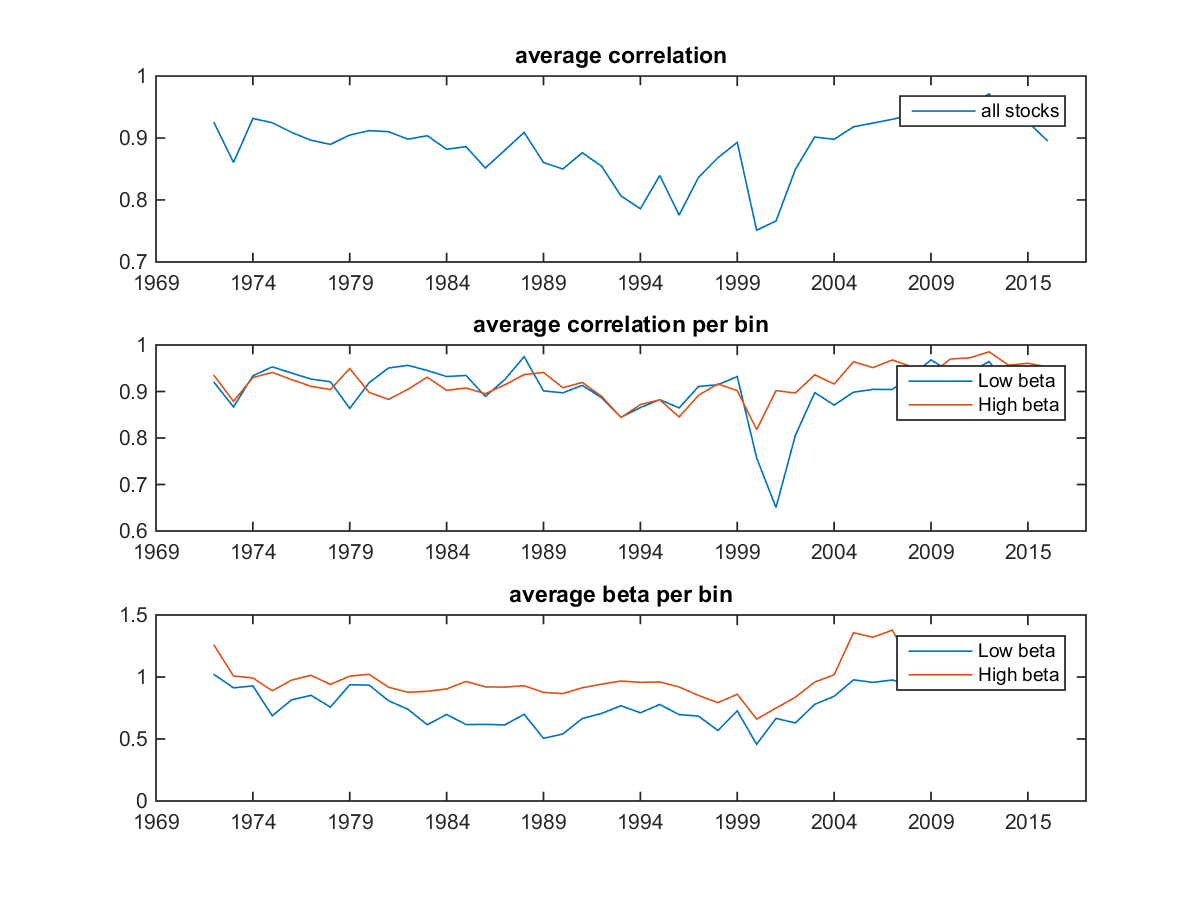 average correlation
1
0.9
0.8
0.7
all stocks
1969 1974 1979 1984 1989 1994 1999 2004 2009 2015
average correlation per bin
1
0.9
0.8
0.7
0.6
Low beta
High beta
1969 1974 1979 1984 1989 1994 1999 2004 2009 2015
average beta per bin
1.5
1
0.5
0
Low beta
High beta
1969 1974 1979 1984 1989 1994 1999 2004 2009 2015